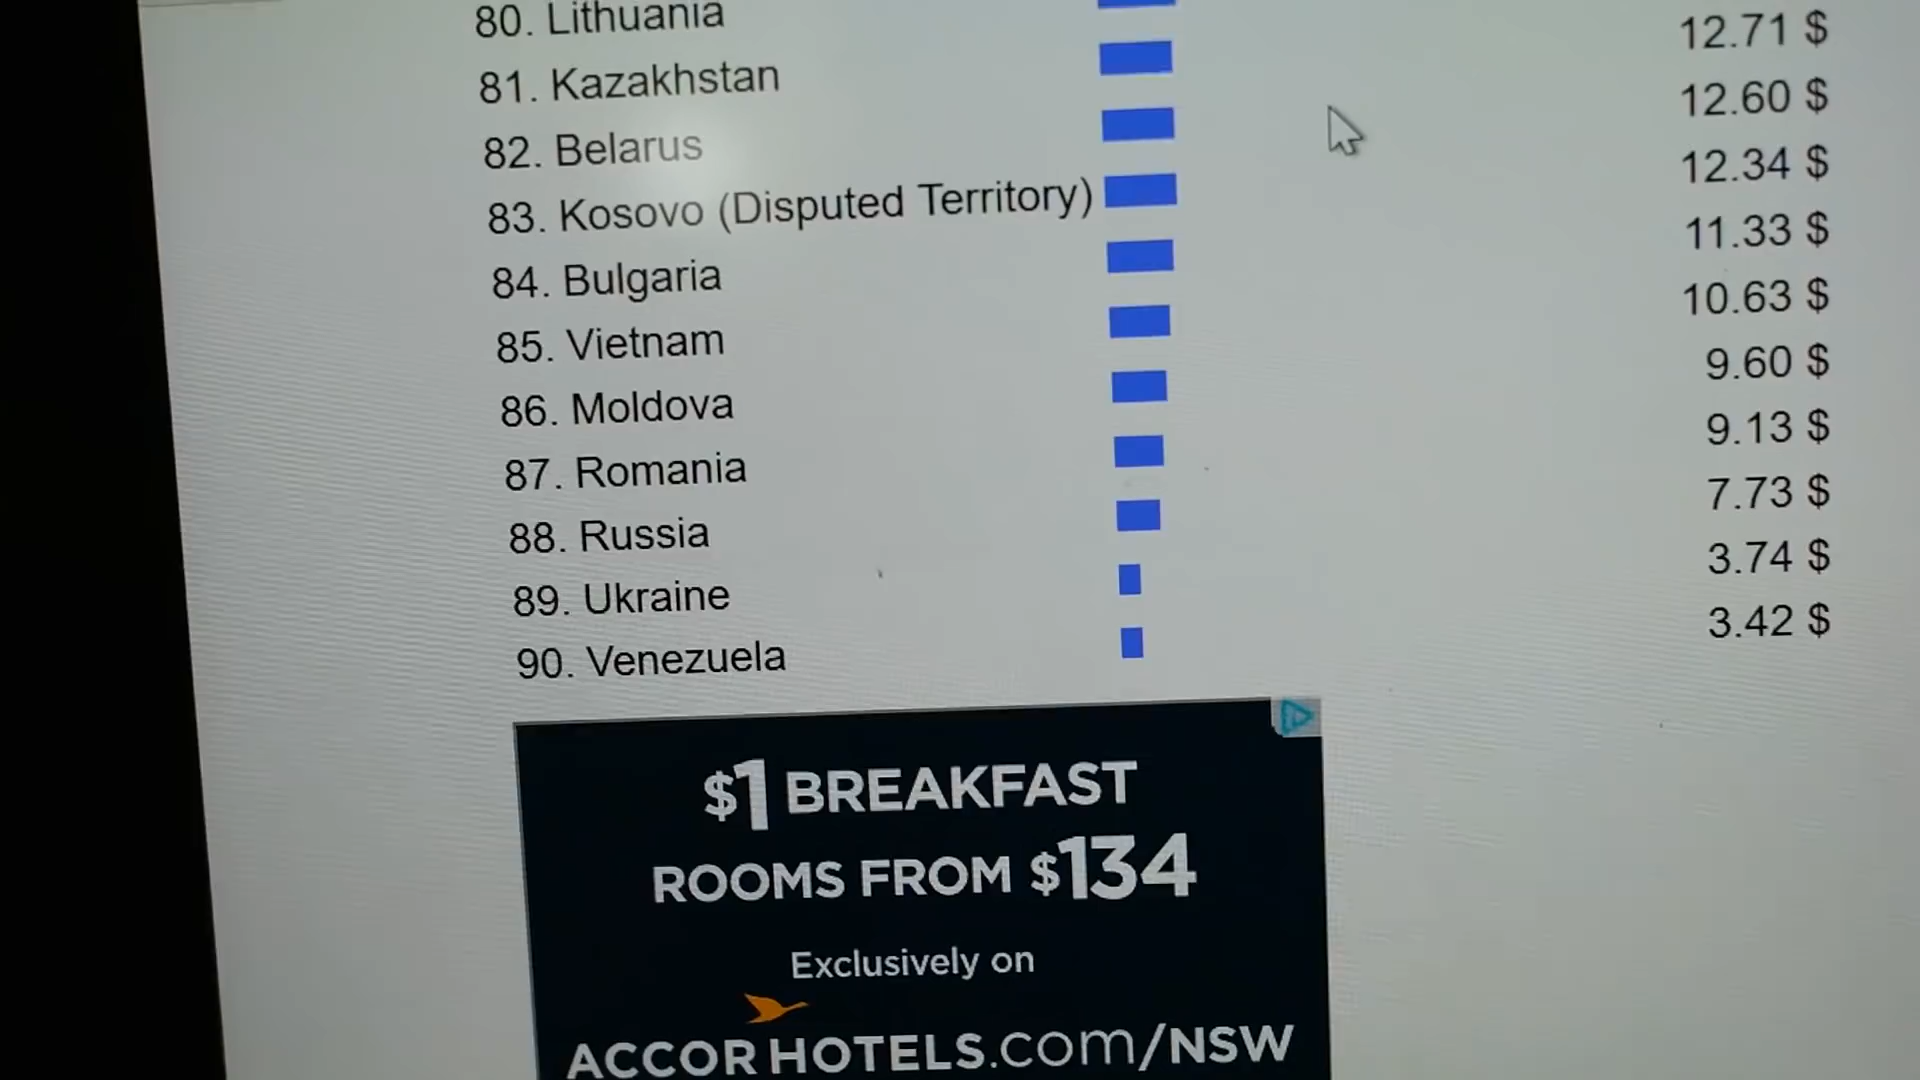 80. Lithuania
81. Kazakhstan 12.71 $
82. Belarus 12.60 $
83. Kosovo (Disputed Territory) 12.34 $
84. Bulgaria 11.33 $
85. Vietnam 10.63 $
86. Moldova 9.60 $
87. Romania 9.13 $
88. Russia 7.73 $
89. Ukraine 3.74 $
90. Venezuela 3.42 $
$1 BREAKFAST
ROOMS FROM $134
Exclusively on
ACCORHOTELS.com/NSW